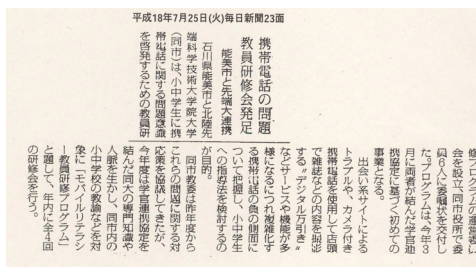 平成18年7月25日(火)毎日新聞23面
携帯電話の問題
教員研修会発足
能美市と先端大連携
石川県能美市と北陸先
端科学技術大学院大学
(同市)は、小中学生に携
帯電話に関する問題意識
を啓発するための教員研
修プログラムの運営委員
会を設立、同市役所で委
員6人に委嘱状を交付し
た。プログラムは、今年3
月に両者が結んだ学官連
携協定に基づく初めての
事業となる。
出会い系サイトによる
トラブルや、カメラ付き
携帯電話を使用して店頭
で雑誌などの内容を撮影
する〝デジタル万引き〟
などサービスや機能が多
様になるにつれ複雑化す
る携帯電話の負の側面に
ついて把握し、小中学生
への指導法を検討するの
が目的。
同市教委は昨年度から
これらの問題に関する対
応策を協議してきたが、
今年度は学官連携協定を
結んだ同大の専門知識や
人脈を生かし、同市内の
小中学校の教諭などを対
象に「モバイルリテラシ
ー教員研修プログラム」
と題して、年内に全4回
の研修会を行う。